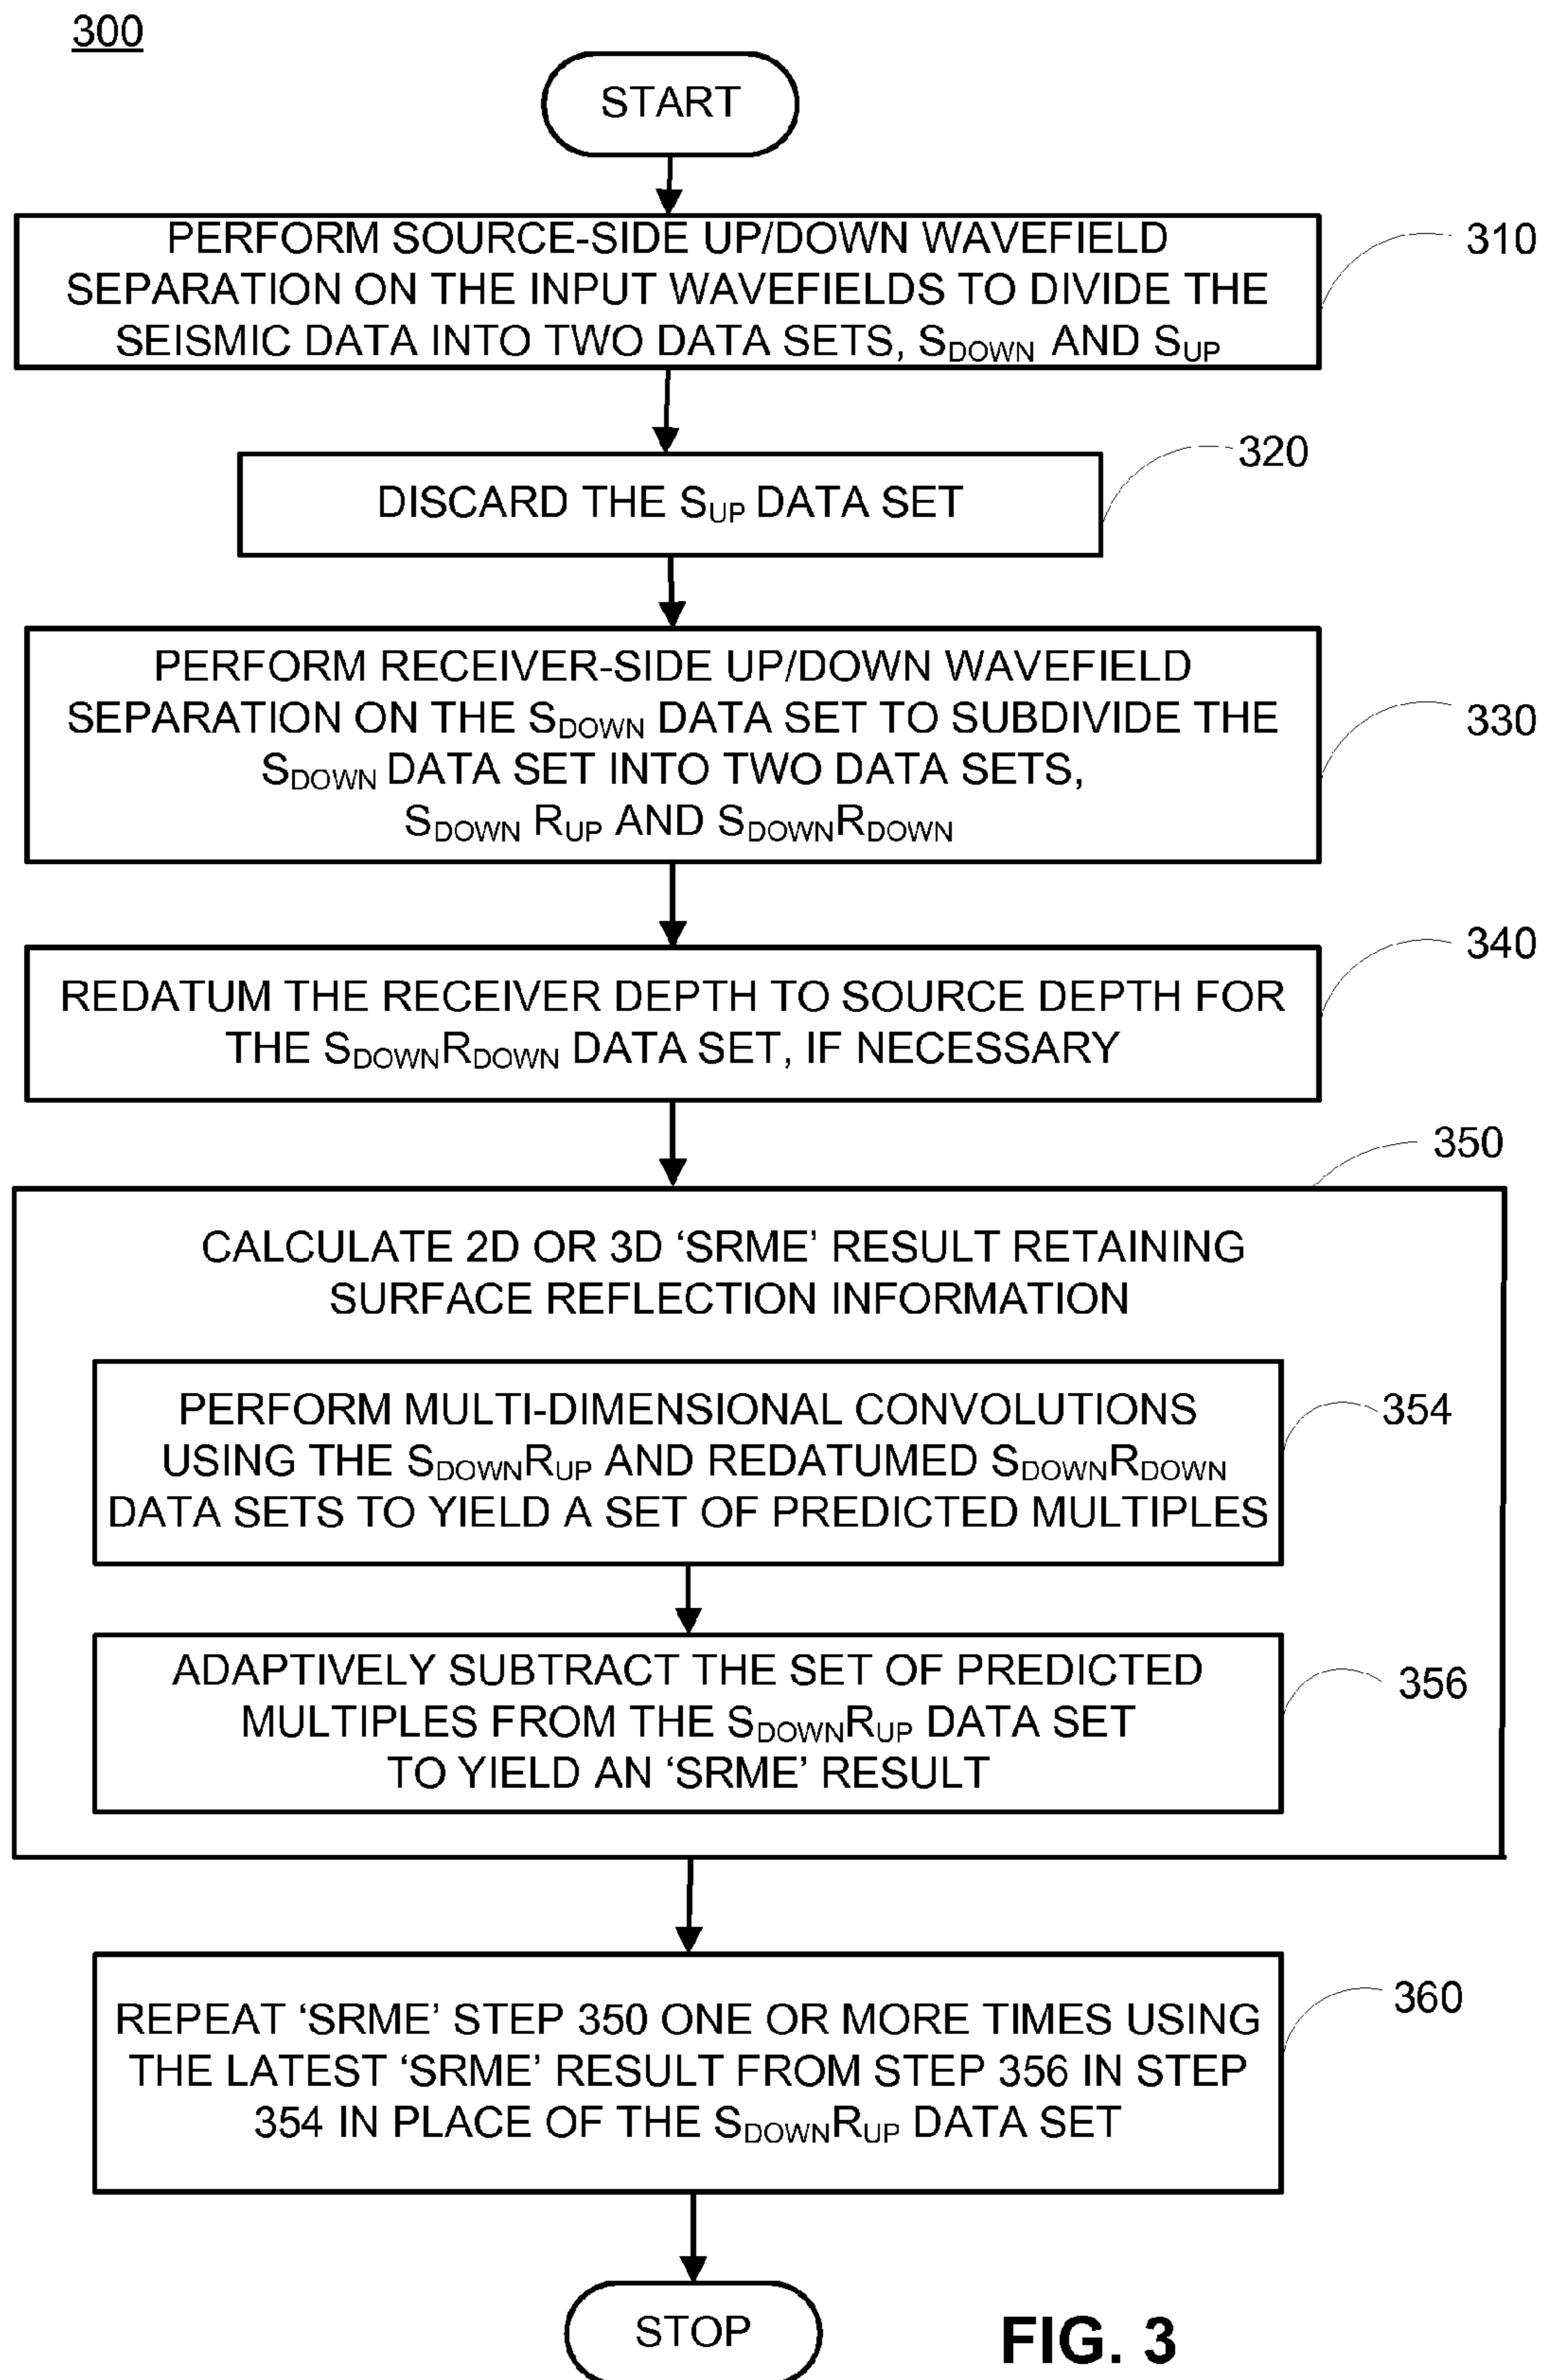 300
START
PERFORM SOURCE-SIDE UP/DOWN WAVEFIELD
SEPARATION ON THE INPUT WAVEFIELDS TO DIVIDE THE
SEISMIC DATA INTO TWO DATA SETS, SDOWN AND SUP
310
DISCARD THE SUP DATA SET
320
PERFORM RECEIVER-SIDE UP/DOWN WAVEFIELD
SEPARATION ON THE SDOWN DATA SET TO SUBDIVIDE THE
SDOWN DATA SET INTO TWO DATA SETS,
SDOWN RUP AND SDOWNRDOWN
330
REDATUM THE RECEIVER DEPTH TO SOURCE DEPTH FOR
THE SDOWNRDOWN DATA SET, IF NECESSARY
340
350
CALCULATE 2D OR 3D ‘SRME’ RESULT RETAINING
SURFACE REFLECTION INFORMATION
PERFORM MULTI-DIMENSIONAL CONVOLUTIONS
USING THE SDOWNRUP AND REDATUMED SDOWNRDOWN
DATA SETS TO YIELD A SET OF PREDICTED MULTIPLES
354
ADAPTIVELY SUBTRACT THE SET OF PREDICTED
MULTIPLES FROM THE SDOWNRUP DATA SET
TO YIELD AN ‘SRME’ RESULT
356
REPEAT ‘SRME’ STEP 350 ONE OR MORE TIMES USING
THE LATEST ‘SRME’ RESULT FROM STEP 356 IN STEP
354 IN PLACE OF THE SDOWNRUP DATA SET
360
STOP
FIG. 3